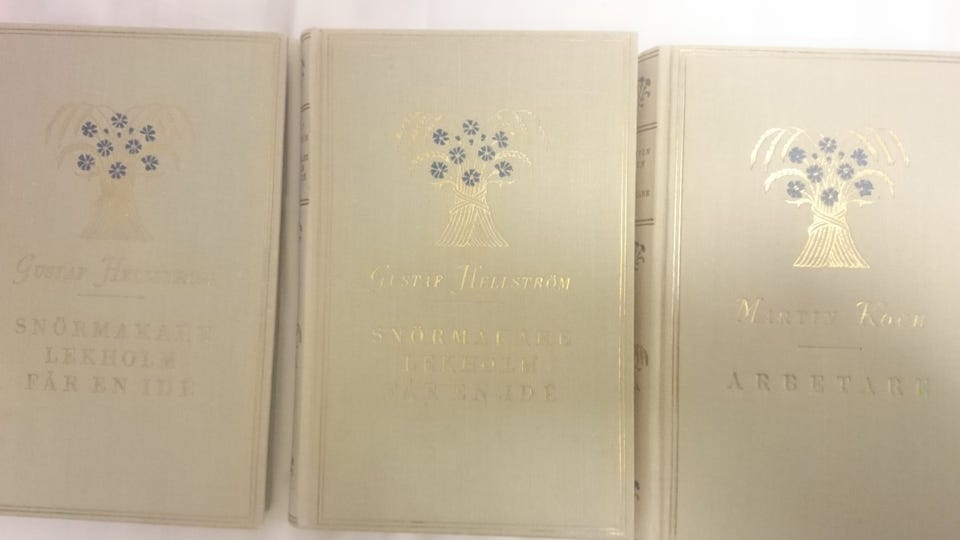 GUSTAF HELLSTRÖM
SNÖRMAKARE
LEKHOLM
FÅR EN IDÉ
GUSTAF HELLSTRÖM
SNÖRMAKARE
LEKHOLM
FÅR EN IDÉ
MARTIN KOCH
ARBETARE